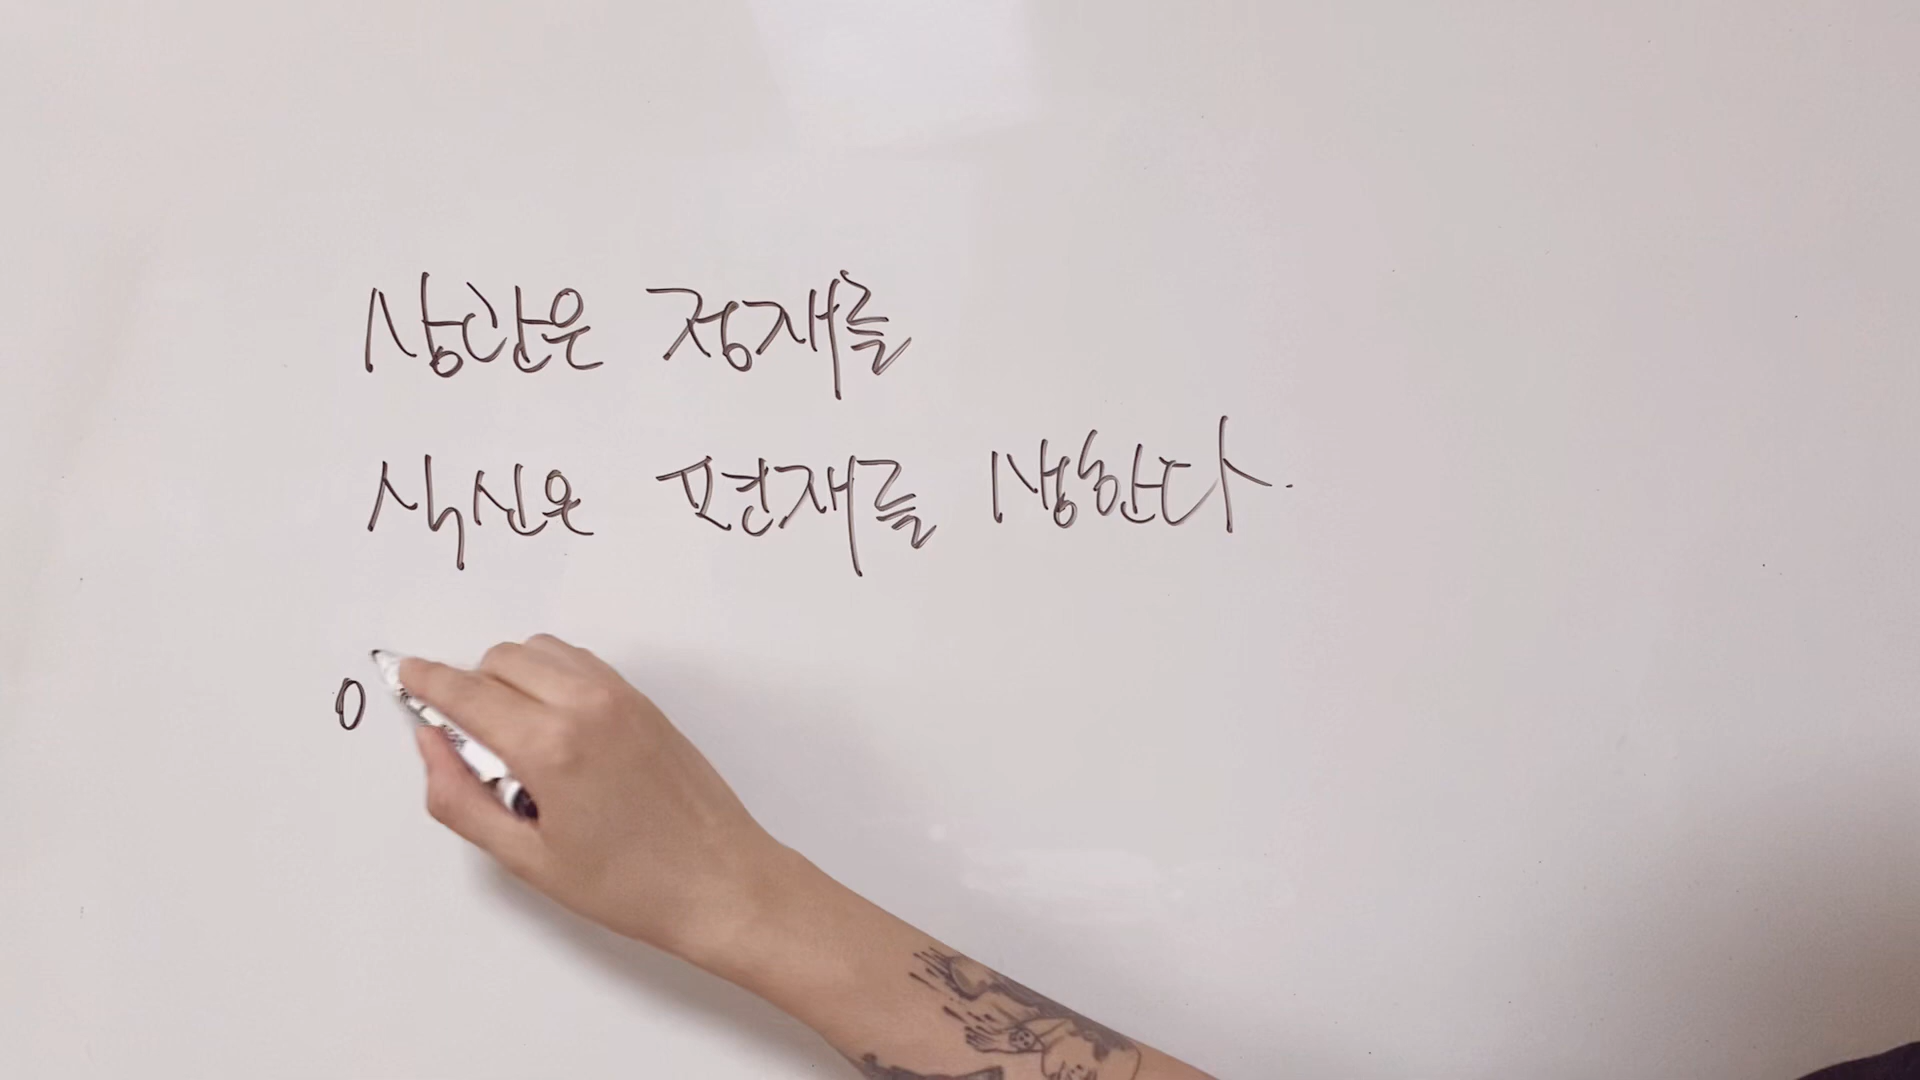 상관은 정재를
식신은 편재를 생한다.
ㅇ